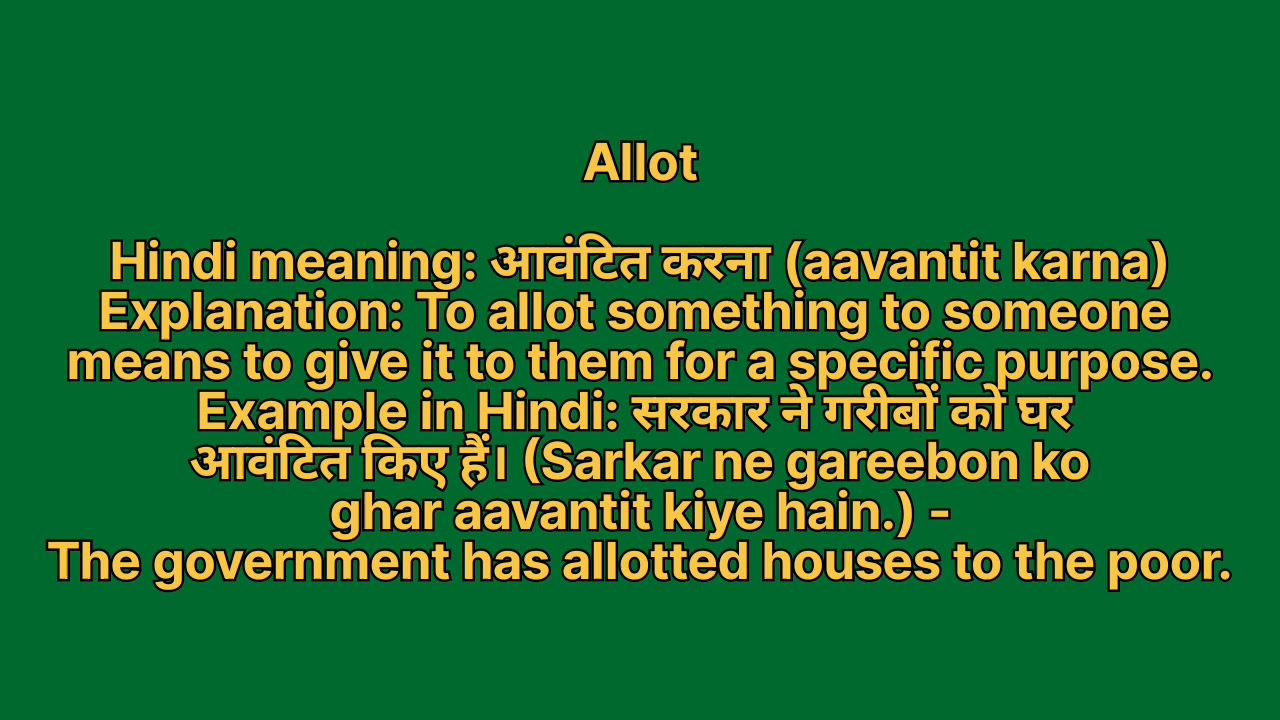 Allot
Hindi meaning: आवंटित करना (aavantit karna)
Explanation: To allot something to someone
means to give it to them for a specific purpose.
Example in Hindi: सरकार ने गरीबों को घर
आवंटित किए हैं। (Sarkar ne gareebon ko
ghar aavantit kiye hain.) -
The government has allotted houses to the poor.